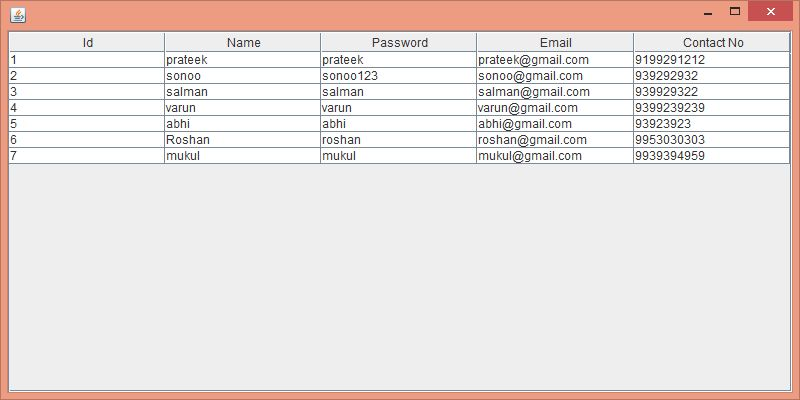 Id Name Password Email Contact No
1 prateek prateek prateek@gmail.com 9199291212
2 sonoo sonoo123 sonoo@gmail.com 939292932
3 salman salman salman@gmail.com 939929322
4 varun varun varun@gmail.com 9399239239
5 abhi abhi abhi@gmail.com 93923923
6 Roshan roshan roshan@gmail.com 9953030303
7 mukul mukul mukul@gmail.com 9939394959